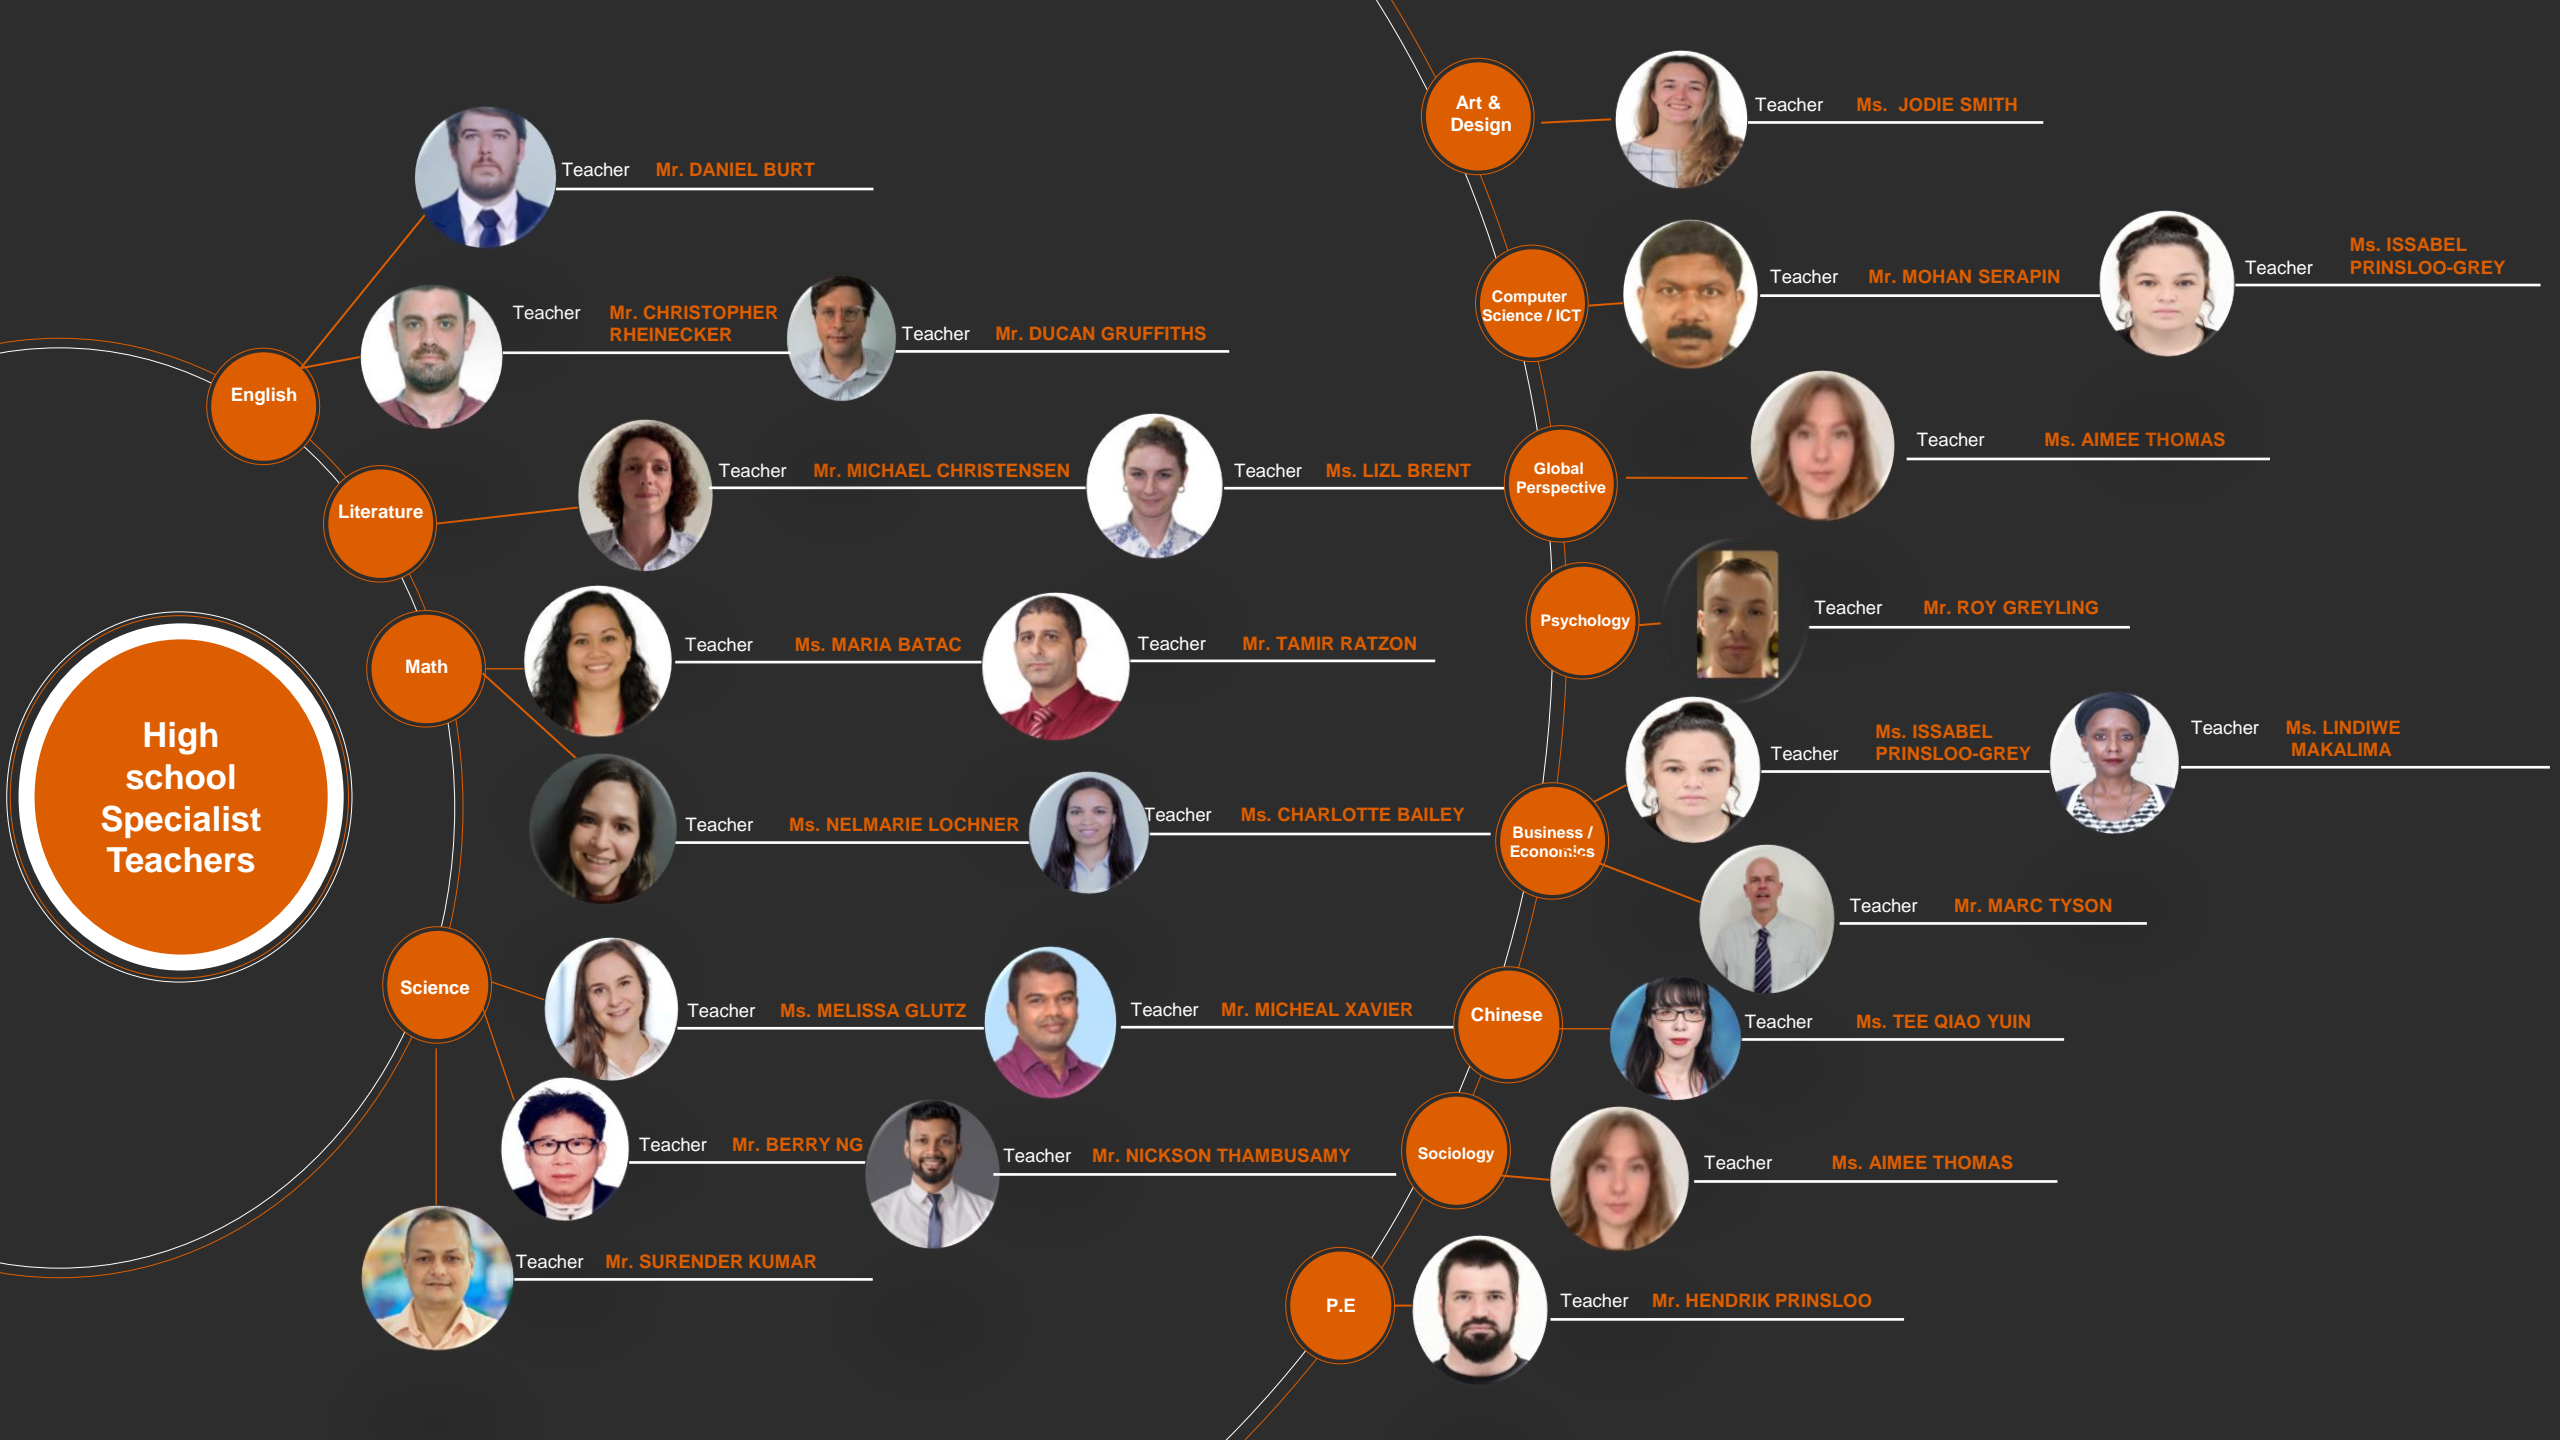 High
school
Specialist
Teachers
English
Teacher Mr. DANIEL BURT
Teacher Mr. CHRISTOPHER
RHEINECKER
Teacher Mr. DUCAN GRUFFITHS
Literature
Teacher Mr. MICHAEL CHRISTENSEN
Teacher Ms. LIZL BRENT
Math
Teacher Ms. MARIA BATAC
Teacher Mr. TAMIR RATZON
Teacher Ms. NELMARIE LOCHNER
Teacher Ms. CHARLOTTE BAILEY
Science
Teacher Ms. MELISSA GLUTZ
Teacher Mr. MICHEAL XAVIER
Teacher Mr. BERRY NG
Teacher Mr. NICKSON THAMBUSAMY
Teacher Mr. SURENDER KUMAR
Art &
Design
Teacher Ms. JODIE SMITH
Computer
Science / ICT
Teacher Mr. MOHAN SERAPIN
Teacher Ms. ISSABEL
PRINSLOO-GREY
Global
Perspective
Teacher Ms. AIMEE THOMAS
Psychology
Teacher Mr. ROY GREYLING
Business /
Economics
Teacher Ms. ISSABEL
PRINSLOO-GREY
Teacher Ms. LINDIWE
MAKALIMA
Teacher Mr. MARC TYSON
Chinese
Teacher Ms. TEE QIAO YUIN
Sociology
Teacher Ms. AIMEE THOMAS
P.E
Teacher Mr. HENDRIK PRINSLOO